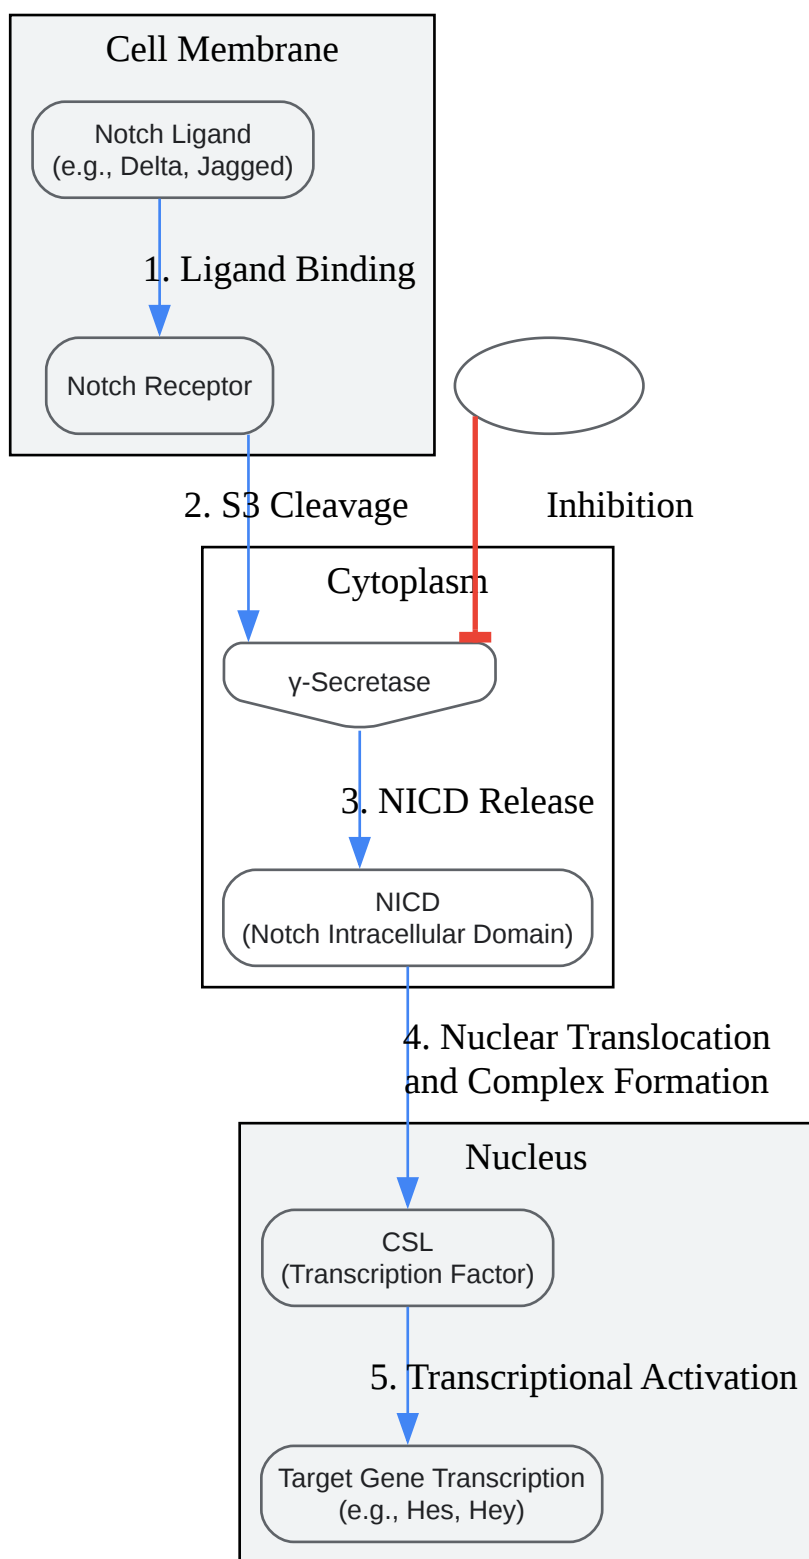 Cell Membrane
Notch Ligand
(e.g., Delta, Jagged)
1. Ligand Binding
Notch Receptor
2. S3 Cleavage
Inhibition
Cytoplasm
γ-Secretase
3. NICD Release
NICD
(Notch Intracellular Domain)
4. Nuclear Translocation
and Complex Formation
Nucleus
CSL
(Transcription Factor)
5. Transcriptional Activation
Target Gene Transcription
(e.g., Hes, Hey)